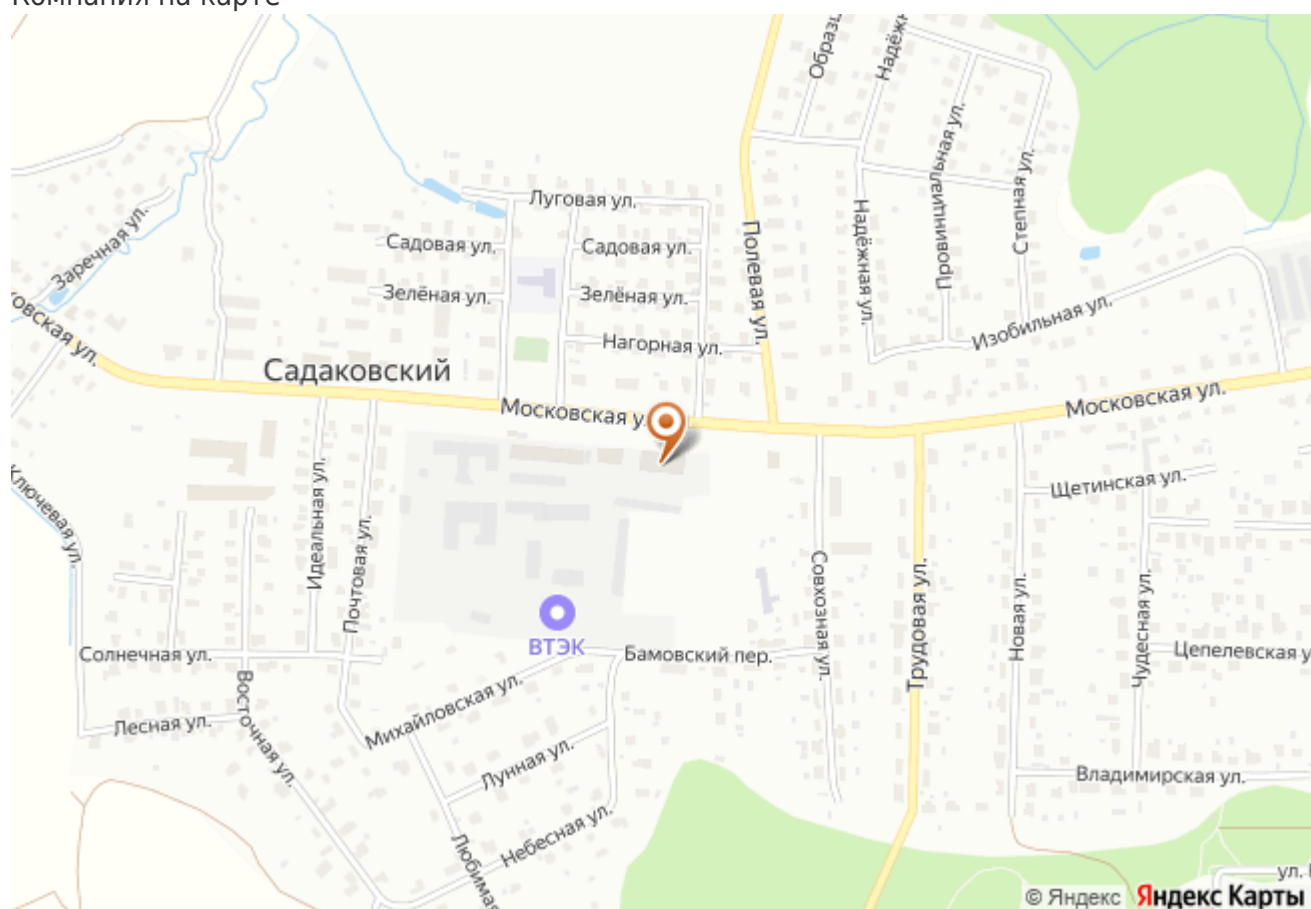 Компания на карте
Образц
Надёжн
Провинциальная ул.
Степная ул.
Луговая ул.
Заречная ул.
Садовая ул.
Садовая ул.
Полевая ул.
Надёжная ул.
Зелёная ул.
Зелёная ул.
Изобильная ул.
овская ул.
Нагорная ул.
Садаковский
Московская у
Московская ул.
Ключевая ул.
Идеальная ул.
Почтовая ул.
Щетинская ул.
Совхозная ул.
Трудовая ул.
Новая ул.
Чудесная ул.
ВТЭК
Солнечная ул.
Бамовский пер.
Цепелевская у
Восточная ул.
Михайловская ул.
Лесная ул.
Лунная ул.
Владимирская ул.
Небесная ул.
Любимая
ул.
© Яндекс Яндекс Карты